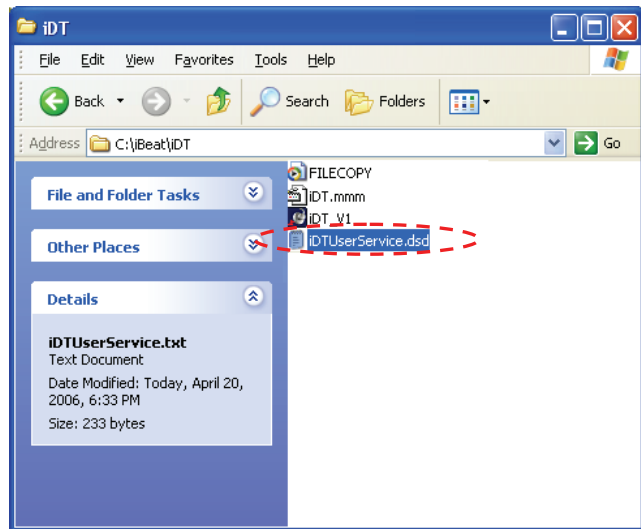 iDT
File Edit View Favorites Tools Help
Back Search Folders
Address C:\iBeat\iDT Go
File and Folder Tasks
Other Places
Details
iDTUserService.txt
Text Document
Date Modified: Today, April 20,
2006, 6:33 PM
Size: 233 bytes
FILECOPY
iDT.mmm
iDT_V1
iDTUserService.dsd